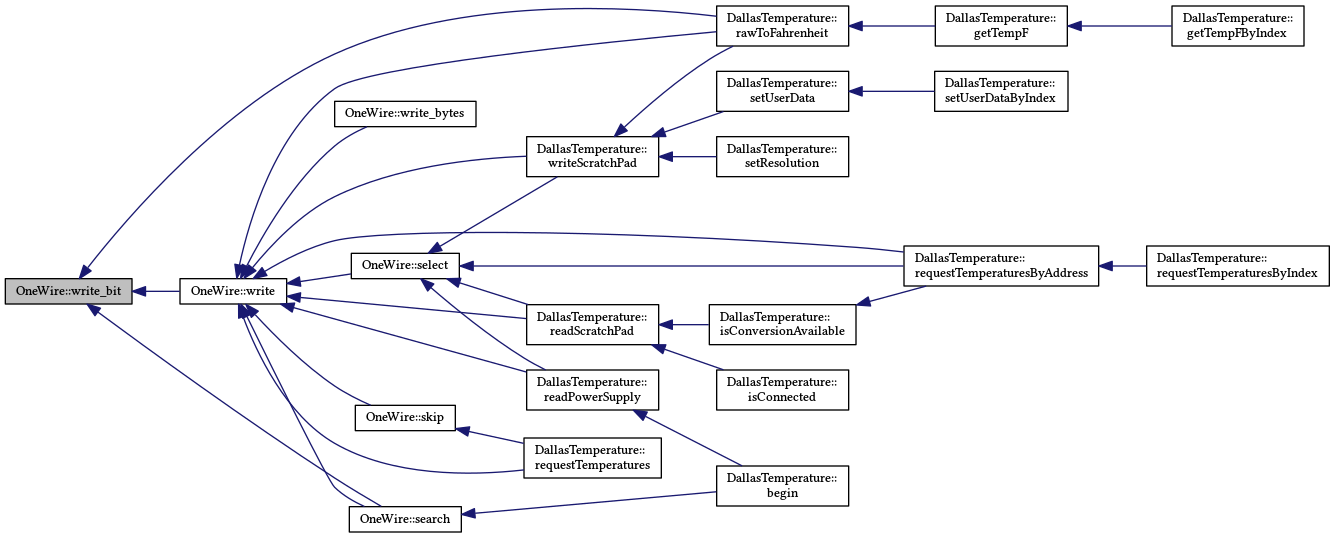 OneWire::write_bit
OneWire::write
OneWire::write_bytes
OneWire::select
OneWire::skip
OneWire::search
DallasTemperature::
writeScratchPad
DallasTemperature::
readScratchPad
DallasTemperature::
readPowerSupply
DallasTemperature::
requestTemperatures
DallasTemperature::
rawToFahrenheit
DallasTemperature::
setUserData
DallasTemperature::
setResolution
DallasTemperature::
isConversionAvailable
DallasTemperature::
isConnected
DallasTemperature::
begin
DallasTemperature::
getTempF
DallasTemperature::
setUserDataByIndex
DallasTemperature::
requestTemperaturesByAddress
DallasTemperature::
getTempFByIndex
DallasTemperature::
requestTemperaturesByIndex